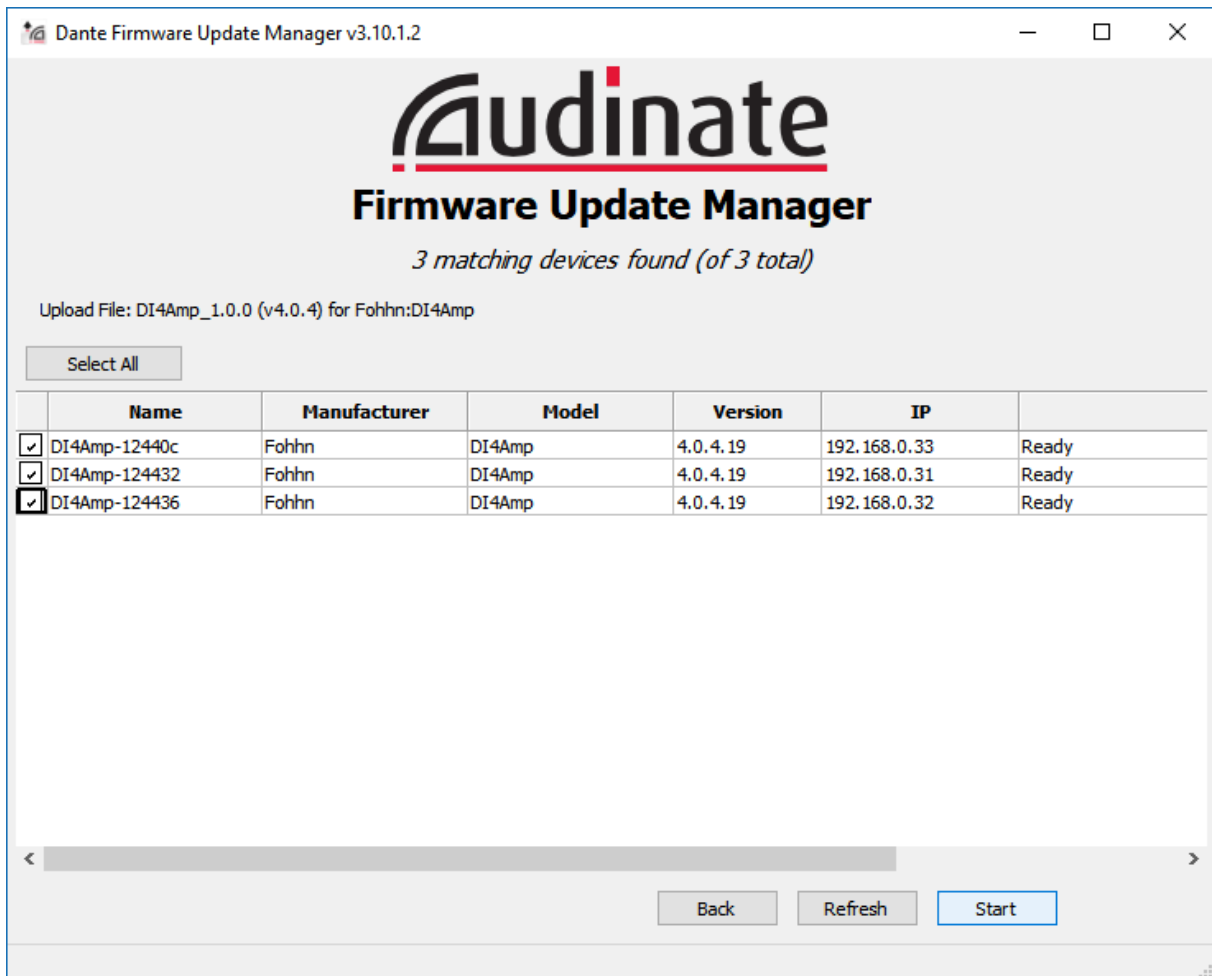 Dante Firmware Update Manager v3.10.1.2
Audinate
Firmware Update Manager
3 matching devices found (of 3 total)
Upload File: DI4Amp_1.0.0 (v4.0.4) for Fohhn:DI4Amp
Select All
Name Manufacturer Model Version IP
DI4Amp-12440c Fohhn DI4Amp 4.0.4.19 192.168.0.33 Ready
DI4Amp-124432 Fohhn DI4Amp 4.0.4.19 192.168.0.31 Ready
DI4Amp-124436 Fohhn DI4Amp 4.0.4.19 192.168.0.32 Ready
Back Refresh Start